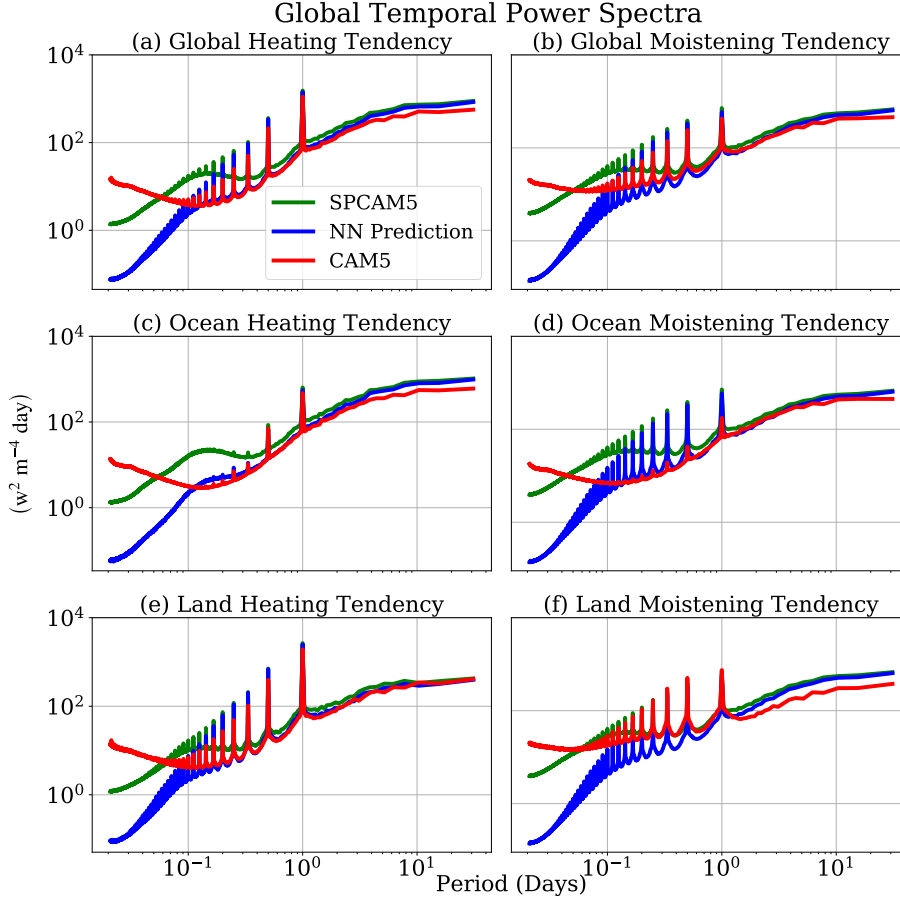 Global Temporal Power Spectra
(a) Global Heating Tendency
(b) Global Moistening Tendency
10^4
10^2
10^0
SPCAM5
NN Prediction
CAM5
(c) Ocean Heating Tendency
(d) Ocean Moistening Tendency
10^4
10^2
10^0
(w^2 m^−4 day)
(e) Land Heating Tendency
(f) Land Moistening Tendency
10^4
10^2
10^0
10^−1 10^0 10^1
10^−1 10^0 10^1
Period (Days)